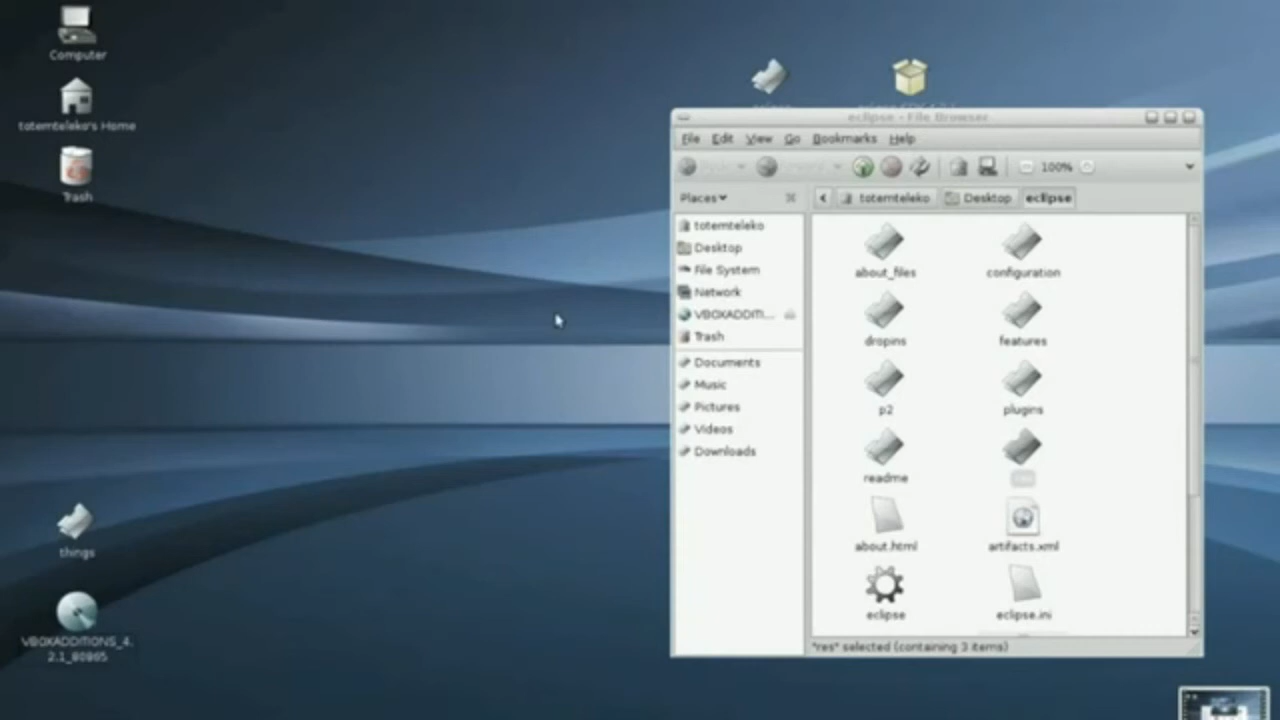 Computer
totemteleko's Home
Trash
eclipse - File Browser
File Edit View Go Bookmarks Help
100%
Places
totemteleko Desktop eclipse
totemteleko
Desktop
File System
Network
VBOXADDITI...
Trash
Documents
Music
Pictures
Videos
Downloads
about_files configuration
dropins features
p2 plugins
readme
about.html artifacts.xml
eclipse eclipse.ini
"res" selected (containing 3 items)
things
VBOXADDITIONS_4.
2.1_80865